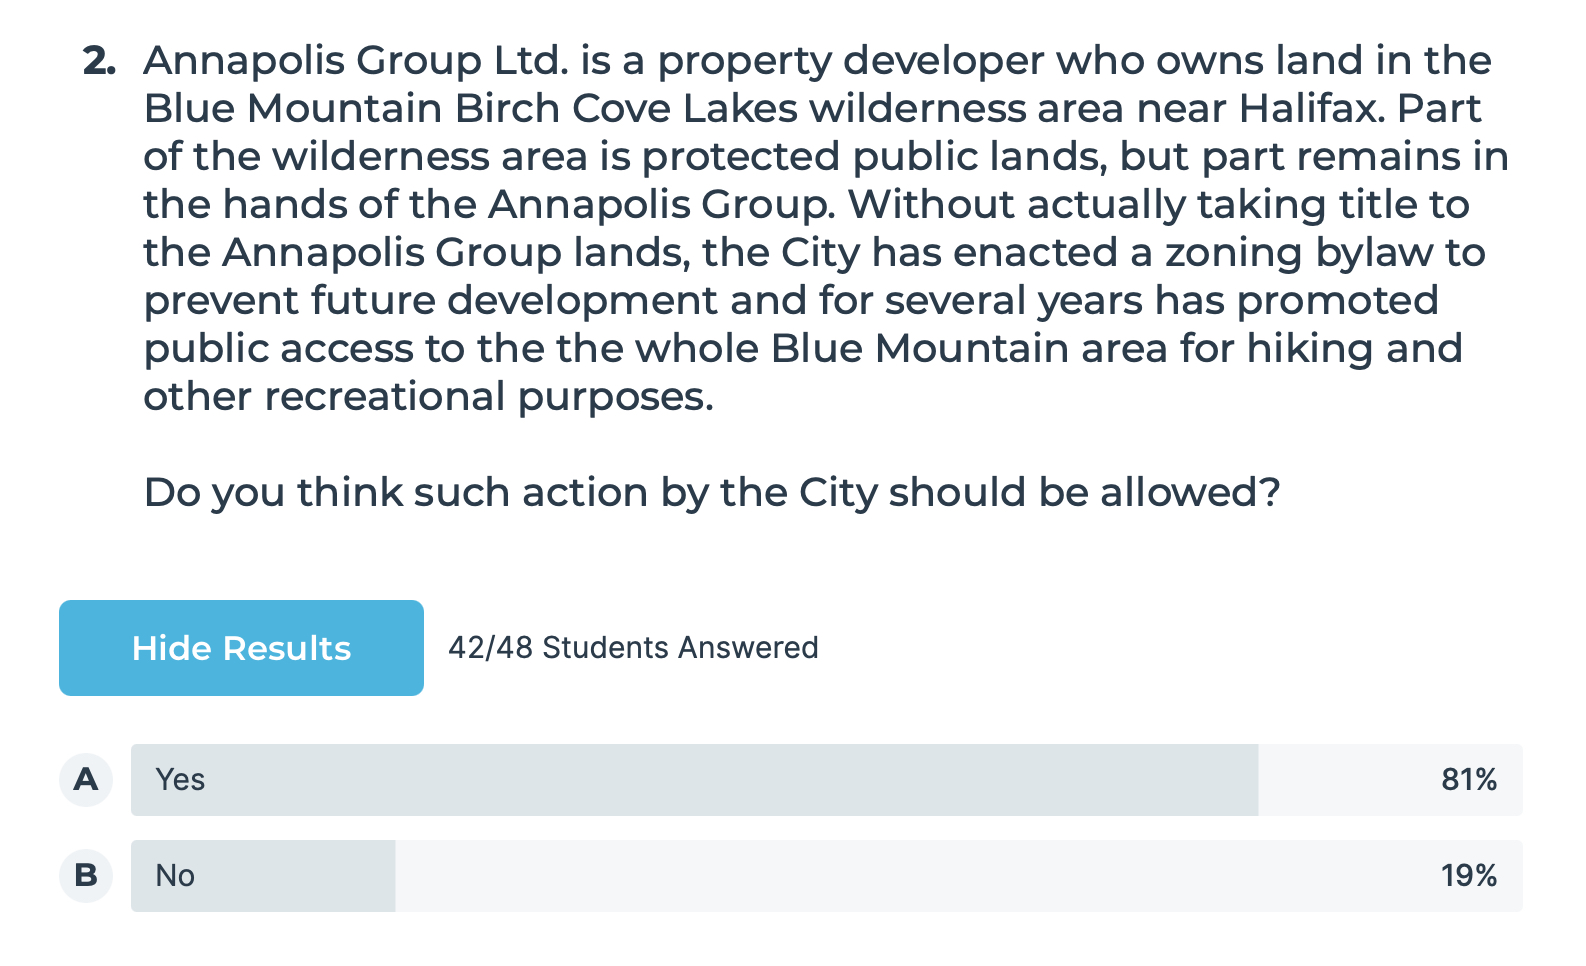 2. Annapolis Group Ltd. is a property developer who owns land in the
Blue Mountain Birch Cove Lakes wilderness area near Halifax. Part
of the wilderness area is protected public lands, but part remains in
the hands of the Annapolis Group. Without actually taking title to
the Annapolis Group lands, the City has enacted a zoning bylaw to
prevent future development and for several years has promoted
public access to the the whole Blue Mountain area for hiking and
other recreational purposes.
Do you think such action by the City should be allowed?
Hide Results 42/48 Students Answered
A Yes 81%
B No 19%